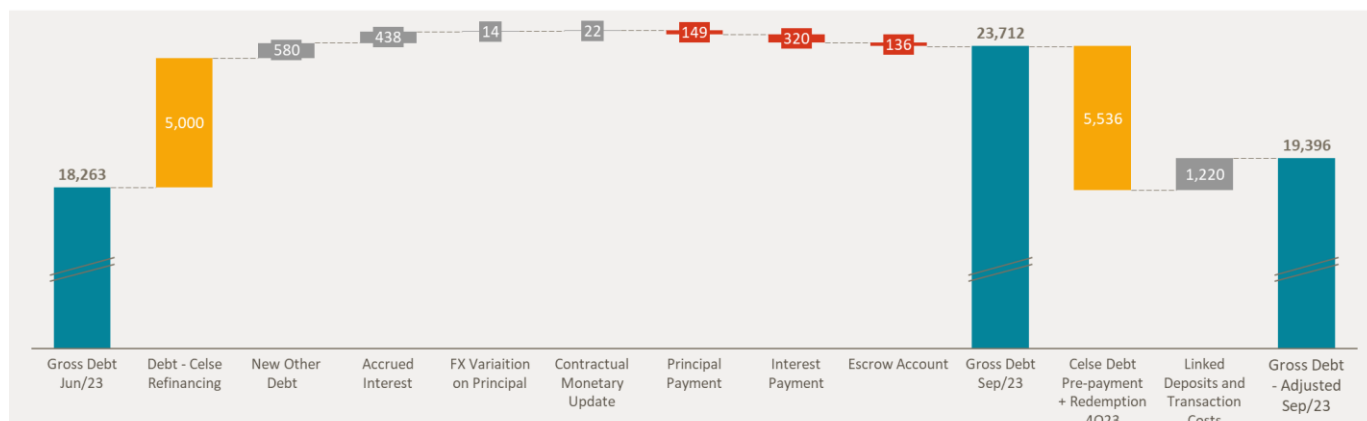 438
14
22
149
320
136
580
23,712
5,000
5,536
19,396
18,263
1,220
Gross Debt
Jun/23
Debt - Celse
Refinancing
New Other
Debt
Accrued
Interest
FX Variaition
on Principal
Contractual
Monetary
Update
Principal
Payment
Interest
Payment
Escrow Account
Gross Debt
Sep/23
Celse Debt
Pre-payment
+ Redemption
4Q23
Linked
Deposits and
Transaction
Costs
Gross Debt
- Adjusted
Sep/23